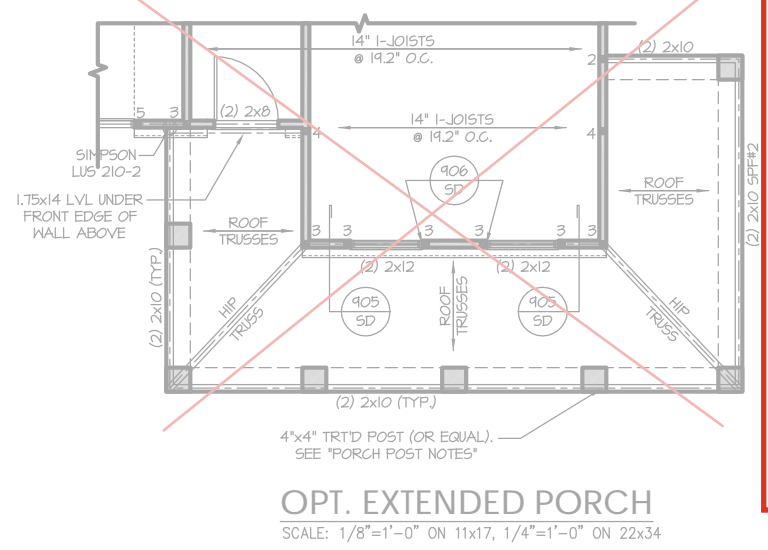 14" I-JOISTS
@ 19.2" O.C.
(2) 2x10
2
5
3
(2) 2x8
14" I-JOISTS
@ 19.2" O.C.
4
4
SIMPSON
LUS 210-2
906
SD
1.75x14 LVL UNDER
FRONT EDGE OF
WALL ABOVE
ROOF
TRUSSES
ROOF
TRUSSES
(2) 2x10 SPF#2
3
3
3
3
3
3
(2) 2x12
(2) 2x12
(2) 2x10 (TYP.)
HIP
TRUSS
905
SD
ROOF
TRUSSES
905
SD
HIP
TRUSS
(2) 2x10 (TYP.)
4"x4" TRT'D POST (OR EQUAL).
SEE "PORCH POST NOTES"
OPT. EXTENDED PORCH
SCALE: 1/8"=1'-0" ON 11x17, 1/4"=1'-0" ON 22x34